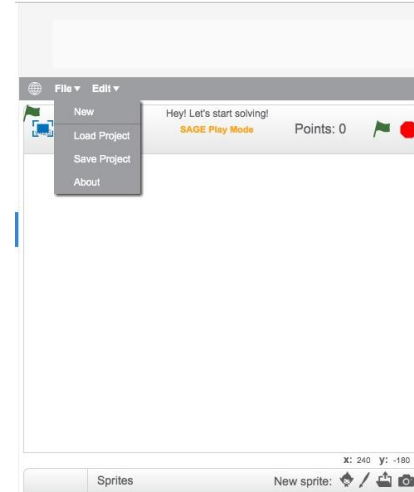 File ▾ Edit ▾
New
Load Project
Save Project
About
Hey! Let's start solving!
SAGE Play Mode
Points: 0
x: 240 y: -180
Sprites
New sprite: